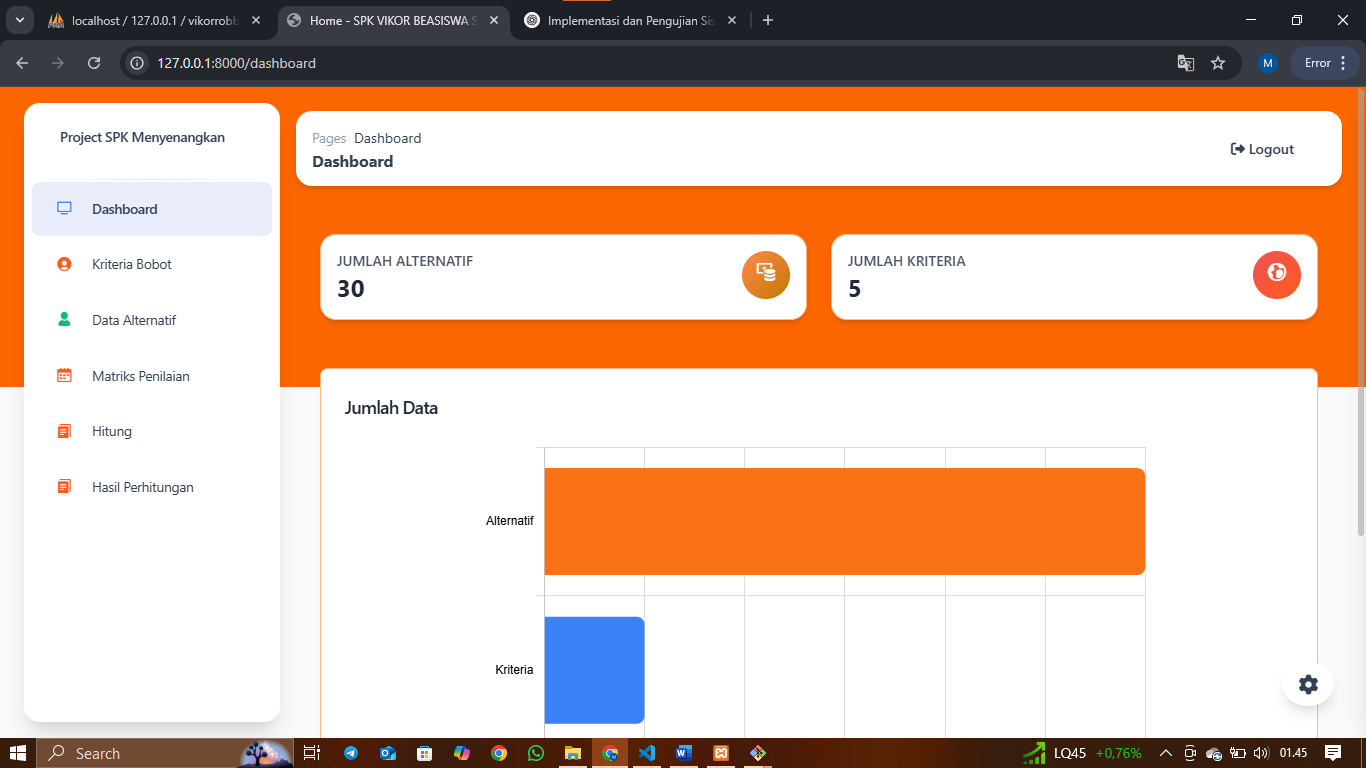 localhost / 127.0.0.1 / vikorrobb
Home - SPK VIKOR BEASISWA S
Implementasi dan Pengujian Sis
127.0.0.1:8000/dashboard
M
Error
Project SPK Menyenangkan
Dashboard
Kriteria Bobot
Data Alternatif
Matriks Penilaian
Hitung
Hasil Perhitungan
Pages Dashboard
Dashboard
Logout
JUMLAH ALTERNATIF
30
JUMLAH KRITERIA
5
Jumlah Data
Alternatif
Kriteria
Search
LQ45 +0,76%
01.45